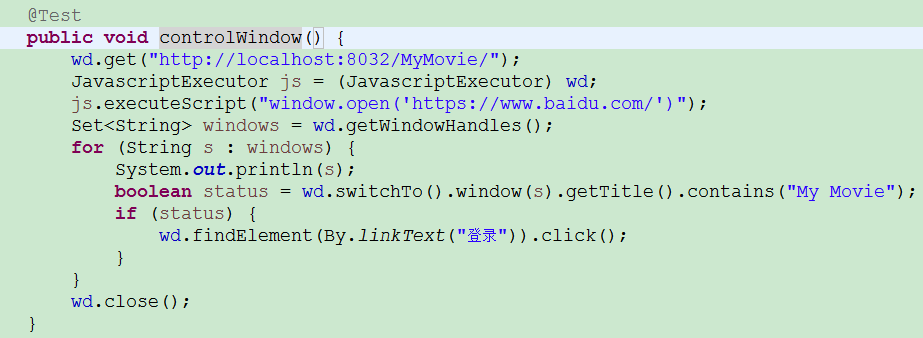 @Test
public void controlWindow() {
wd.get("http://localhost:8032/MyMovie/");
JavascriptExecutor js = (JavascriptExecutor) wd;
js.executeScript("window.open('https://www.baidu.com/')");
Set<String> windows = wd.getWindowHandles();
for (String s : windows) {
System.out.println(s);
boolean status = wd.switchTo().window(s).getTitle().contains("My Movie");
if (status) {
wd.findElement(By.linkText("登录")).click();
}
}
wd.close();
}